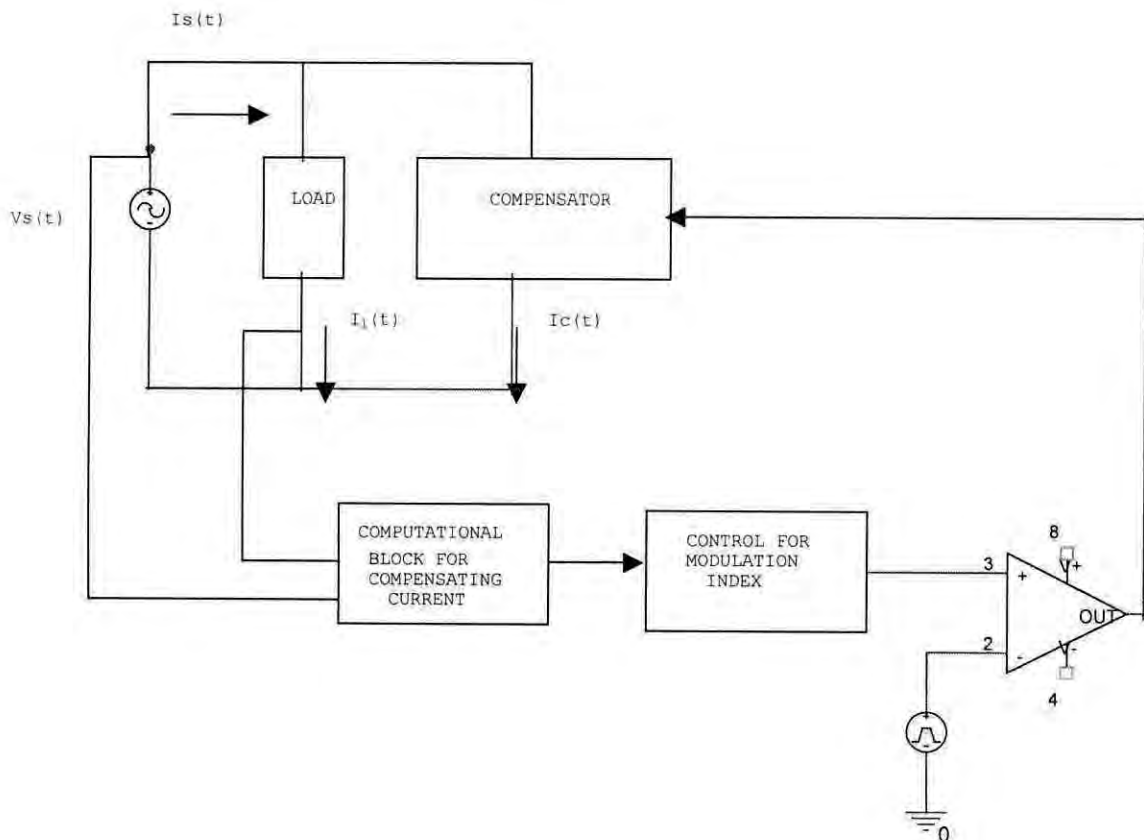 Is(t)
LOAD
COMPENSATOR
Vs(t)
I₁(t)
Ic(t)
COMPUTATIONAL
BLOCK FOR
COMPENSATING
CURRENT
CONTROL FOR
MODULATION
INDEX
8
3
+
V+
OUT
2
-
V-
4
0